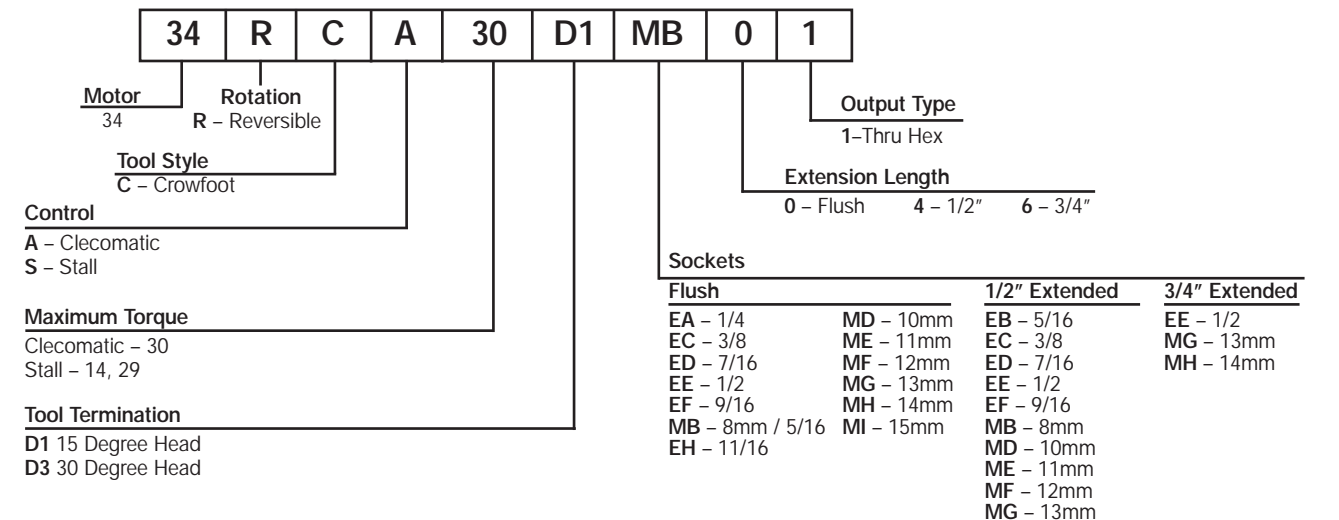 34 R C A 30 D1 MB 0 1
Motor
34
Rotation
R – Reversible
Tool Style
C – Crowfoot
Control
A – Clecomatic
S – Stall
Maximum Torque
Clecomatic – 30
Stall – 14, 29
Tool Termination
D1 15 Degree Head
D3 30 Degree Head
Output Type
1–Thru Hex
Extension Length
0 – Flush 4 – 1/2″ 6 – 3/4″
Sockets
Flush
EA – 1/4
EC – 3/8
ED – 7/16
EE – 1/2
EF – 9/16
MB – 8mm / 5/16
EH – 11/16
MD – 10mm
ME – 11mm
MF – 12mm
MG – 13mm
MH – 14mm
MI – 15mm
1/2″ Extended
EB – 5/16
EC – 3/8
ED – 7/16
EE – 1/2
EF – 9/16
MB – 8mm
MD – 10mm
ME – 11mm
MF – 12mm
MG – 13mm
3/4″ Extended
EE – 1/2
MG – 13mm
MH – 14mm